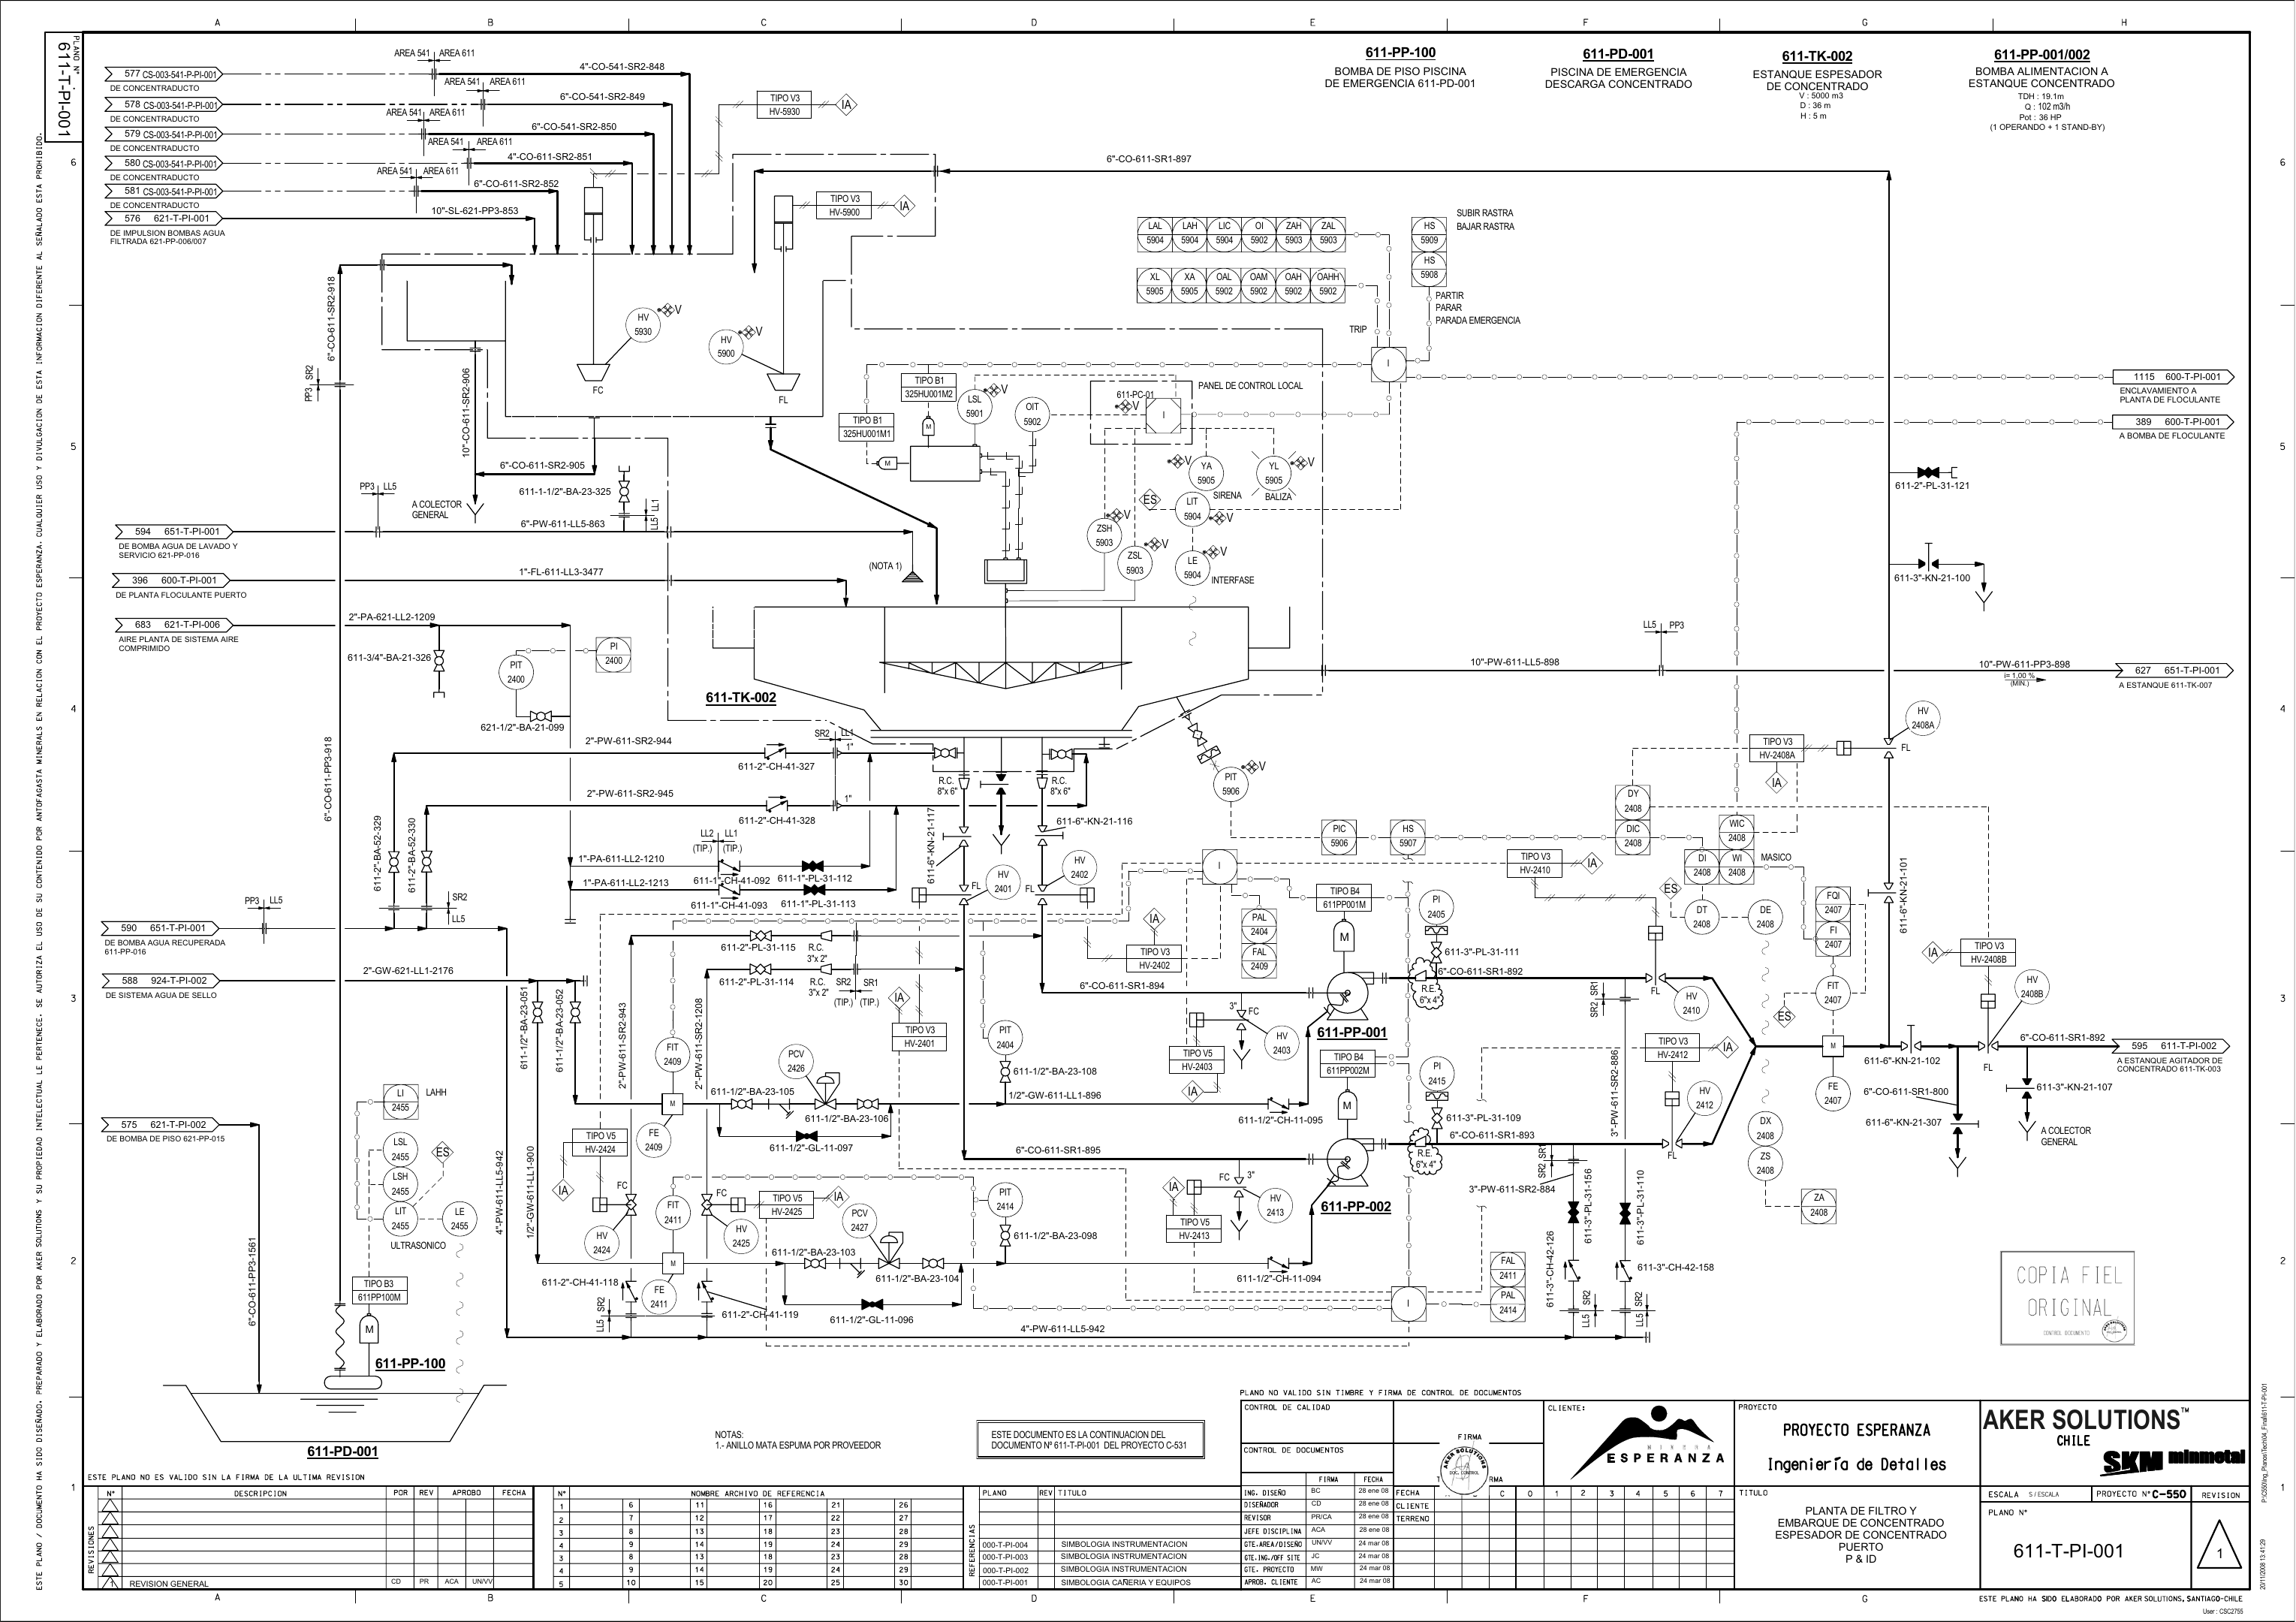 A B C D E F G H
PLANO N°
611-T-PI-001
577 CS-003-541-P-PI-001
DE CONCENTRADUCTO
578 CS-003-541-P-PI-001
DE CONCENTRADUCTO
579 CS-003-541-P-PI-001
DE CONCENTRADUCTO
580 CS-003-541-P-PI-001
DE CONCENTRADUCTO
581 CS-003-541-P-PI-001
DE CONCENTRADUCTO
576 621-T-PI-001
DE IMPULSION BOMBAS AGUA
FILTRADA 621-PP-006/007
AREA 541 AREA 611
AREA 541 AREA 611
AREA 541 AREA 611
AREA 541 AREA 611
AREA 541 AREA 611
4"-CO-541-SR2-848
6"-CO-541-SR2-849
6"-CO-541-SR2-850
4"-CO-611-SR2-851
6"-CO-611-SR2-852
10"-SL-621-PP3-853
TIPO V3
HV-5930
IA
TIPO V3
HV-5900
IA
6"-CO-611-SR1-897
611-PP-100
BOMBA DE PISO PISCINA
DE EMERGENCIA 611-PD-001
611-PD-001
PISCINA DE EMERGENCIA
DESCARGA CONCENTRADO
611-TK-002
ESTANQUE ESPESADOR
DE CONCENTRADO
V : 5000 m3
D : 36 m
H : 5 m
611-PP-001/002
BOMBA ALIMENTACION A
ESTANQUE CONCENTRADO
TDH : 19.1m
Q : 102 m3/h
Pot : 36 HP
(1 OPERANDO + 1 STAND-BY)
LAL LAH LIC OI ZAH ZAL
5904 5904 5904 5902 5903 5903
XL XA OAL OAM OAH OAHH
5905 5905 5902 5902 5902 5902
HS
5909
HS
5908
SUBIR RASTRA
BAJAR RASTRA
PARTIR
PARAR
PARADA EMERGENCIA
TRIP
I
HV
5930
V
HV
5900
V
FC
FL
PP3 SR2
6"-CO-611-SR2-918
10"-CO-611-SR2-906
6"-CO-611-SR2-905
A COLECTOR
GENERAL
611-1-1/2"-BA-23-325
LL5 LL1
6"-PW-611-LL5-863
PP3 LL5
TIPO B1
325HU001M2
TIPO B1
325HU001M1
M
M
LSL
5901
V
OIT
5902
611-PC-01
V
I
PANEL DE CONTROL LOCAL
YA
5905
V
SIRENA
YL
5905
V
BALIZA
ES
LIT
5904
V
ZSH
5903
V
ZSL
5903
V
LE
5904
V
INTERFASE
(NOTA 1)
1115 600-T-PI-001
ENCLAVAMIENTO A
PLANTA DE FLOCULANTE
389 600-T-PI-001
A BOMBA DE FLOCULANTE
611-2"-PL-31-121
611-3"-KN-21-100
594 651-T-PI-001
DE BOMBA AGUA DE LAVADO Y
SERVICIO 621-PP-016
396 600-T-PI-001
DE PLANTA FLOCULANTE PUERTO
1"-FL-611-LL3-3477
683 621-T-PI-006
AIRE PLANTA DE SISTEMA AIRE
COMPRIMIDO
2"-PA-621-LL2-1209
611-3/4"-BA-21-326
PIT
2400
PI
2400
621-1/2"-BA-21-099
611-TK-002
LL5 PP3
10"-PW-611-LL5-898
10"-PW-611-PP3-898
i= 1,00 %
(MIN.)
627 651-T-PI-001
A ESTANQUE 611-TK-007
6"-CO-611-PP3-918
2"-PW-611-SR2-944
611-2"-CH-41-327
SR2 LL1
1"
2"-PW-611-SR2-945
611-2"-CH-41-328
1"
LL2 LL1
(TIP.) (TIP.)
1"-PA-611-LL2-1210
611-1"-CH-41-092
611-1"-PL-31-112
1"-PA-611-LL2-1213
611-1"-CH-41-093
611-1"-PL-31-113
611-2"-BA-52-329
611-2"-BA-52-330
SR2
LL5
R.C.
8"x 6"
R.C.
8"x 6"
611-6"-KN-21-117
611-6"-KN-21-116
HV
2401
FL
HV
2402
FL
PIT
5906
V
PIC
5906
HS
5907
DY
2408
DIC
2408
WIC
2408
DI
2408
WI
2408
MASICO
TIPO V3
HV-2408A
IA
HV
2408A
FL
TIPO V3
HV-2410
IA
ES
DT
2408
DE
2408
FQI
2407
FI
2407
FIT
2407
ES
611-6"-KN-21-101
IA
TIPO V3
HV-2408B
HV
2408B
PP3 LL5
590 651-T-PI-001
DE BOMBA AGUA RECUPERADA
611-PP-016
588 924-T-PI-002
DE SISTEMA AGUA DE SELLO
2"-GW-621-LL1-2176
611-2"-PL-31-115
R.C.
3"x 2"
611-2"-PL-31-114
R.C.
3"x 2"
SR2 SR1
(TIP.) (TIP.)
IA
TIPO V3
HV-2401
IA
TIPO V3
HV-2402
I
PAL
2404
FAL
2409
TIPO B4
611PP001M
M
PI
2405
611-3"-PL-31-111
6"-CO-611-SR1-892
R.E.
6"x 4"
6"-CO-611-SR1-894
3"
FC
HV
2403
TIPO V5
HV-2403
IA
611-PP-001
TIPO B4
611PP002M
M
PI
2415
611-3"-PL-31-109
6"-CO-611-SR1-893
R.E.
6"x 4"
611-1/2"-BA-23-051
611-1/2"-BA-23-052
2"-PW-611-SR2-943
2"-PW-611-SR2-1208
FIT
2409
PCV
2426
611-1/2"-BA-23-105
611-1/2"-BA-23-106
M
FE
2409
611-1/2"-GL-11-097
PIT
2404
611-1/2"-BA-23-108
1/2"-GW-611-LL1-896
611-1/2"-CH-11-095
6"-CO-611-SR1-895
SR2 SR1
FL
HV
2410
TIPO V3
HV-2412
IA
3"-PW-611-SR2-886
HV
2412
FL
M
FE
2407
611-6"-KN-21-102
6"-CO-611-SR1-892
FL
595 611-T-PI-002
A ESTANQUE AGITADOR DE
CONCENTRADO 611-TK-003
6"-CO-611-SR1-800
611-3"-KN-21-107
611-6"-KN-21-307
A COLECTOR
GENERAL
DX
2408
ZS
2408
ZA
2408
LI
2455
LAHH
LSL
2455
LSH
2455
LIT
2455
ES
LE
2455
ULTRASONICO
575 621-T-PI-002
DE BOMBA DE PISO 621-PP-015
6"-CO-611-PP3-1561
TIPO B3
611PP100M
M
611-PP-100
611-PD-001
4"-PW-611-LL5-942
1/2"-GW-611-LL1-900
TIPO V5
HV-2424
IA
FC
HV
2424
FIT
2411
FC
HV
2425
TIPO V5
HV-2425
IA
PCV
2427
611-1/2"-BA-23-103
611-1/2"-BA-23-104
M
FE
2411
611-2"-CH-41-118
611-2"-CH-41-119
611-1/2"-GL-11-096
LL5 SR2
PIT
2414
611-1/2"-BA-23-098
611-1/2"-CH-11-094
IA
FC
3"
HV
2413
TIPO V5
HV-2413
611-PP-002
I
FAL
2411
PAL
2414
SR2 SR1
3"-PW-611-SR2-884
611-3"-PL-31-156
611-3"-PL-31-110
611-3"-CH-42-126
611-3"-CH-42-158
LL5 SR2
LL5 SR2
4"-PW-611-LL5-942
COPIA FIEL
ORIGINAL
CONTROL DOCUMENTO
NOTAS:
1.- ANILLO MATA ESPUMA POR PROVEEDOR
ESTE DOCUMENTO ES LA CONTINUACION DEL
DOCUMENTO Nº 611-T-PI-001 DEL PROYECTO C-531
PLANO NO VALIDO SIN TIMBRE Y FIRMA DE CONTROL DE DOCUMENTOS
CONTROL DE CALIDAD
CONTROL DE DOCUMENTOS
FIRMA
AKER SOLUTIONS
DOC. CONTROL
CLIENTE:
MINERA
ESPERANZA
PROYECTO
PROYECTO ESPERANZA
Ingeniería de Detalles
AKER SOLUTIONS™
CHILE
SKM minmetal
ESTE PLANO NO ES VALIDO SIN LA FIRMA DE LA ULTIMA REVISION
N° DESCRIPCION POR REV APROBO FECHA
REVISIONES
1 REVISION GENERAL CD PR ACA UN/VV
N° NOMBRE ARCHIVO DE REFERENCIA
1 6 11 16 21 26
2 7 12 17 22 27
3 8 13 18 23 28
4 9 14 19 24 29
3 8 13 18 23 28
4 9 14 19 24 29
5 10 15 20 25 30
REFERENCIAS
PLANO REV TITULO
000-T-PI-004 SIMBOLOGIA INSTRUMENTACION
000-T-PI-003 SIMBOLOGIA INSTRUMENTACION
000-T-PI-002 SIMBOLOGIA INSTRUMENTACION
000-T-PI-001 SIMBOLOGIA CAÑERIA Y EQUIPOS
FIRMA FECHA
ING. DISEÑO BC 28 ene 08
DISEÑADOR CD 28 ene 08
REVISOR PR/CA 28 ene 08
JEFE DISCIPLINA ACA 28 ene 08
GTE.AREA/DISEÑO UN/VV 24 mar 08
GTE.ING./OFF SITE JC 24 mar 08
GTE. PROYECTO MW 24 mar 08
APROB. CLIENTE AC 24 mar 08
FECHA C 0 1 2 3 4 5 6 7
CLIENTE
TERRENO
TITULO
PLANTA DE FILTRO Y
EMBARQUE DE CONCENTRADO
ESPESADOR DE CONCENTRADO
PUERTO
P & ID
ESCALA S/ESCALA
PROYECTO N° C-550
REVISION
PLANO N°
611-T-PI-001
1
ESTE PLANO HA SIDO ELABORADO POR AKER SOLUTIONS, SANTIAGO-CHILE
User : CSC2755
20/11/2008 13:41:29
ESTE PLANO / DOCUMENTO HA SIDO DISEÑADO, PREPARADO Y ELABORADO POR AKER SOLUTIONS Y SU PROPIEDAD INTELECTUAL LE PERTENECE. SE AUTORIZA EL USO DE SU CONTENIDO POR ANTOFAGASTA MINERALS EN RELACION CON EL PROYECTO ESPERANZA. CUALQUIER USO Y DIVULGACION DE ESTA INFORMACION DIFERENTE AL SEÑALADO ESTA PROHIBIDO.
6 5 4 3 2 1
A B C D E F G